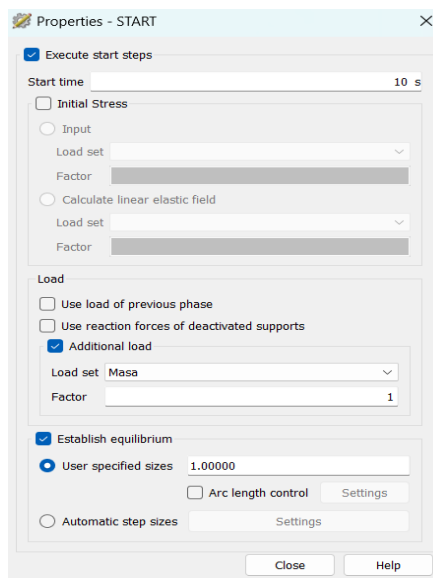 Properties - START
Execute start steps
Start time 10 s
Initial Stress
Input
Load set
Factor
Calculate linear elastic field
Load set
Factor
Load
Use load of previous phase
Use reaction forces of deactivated supports
Additional load
Load set Masa
Factor 1
Establish equilibrium
User specified sizes 1.00000
Arc length control Settings
Automatic step sizes Settings
Close Help